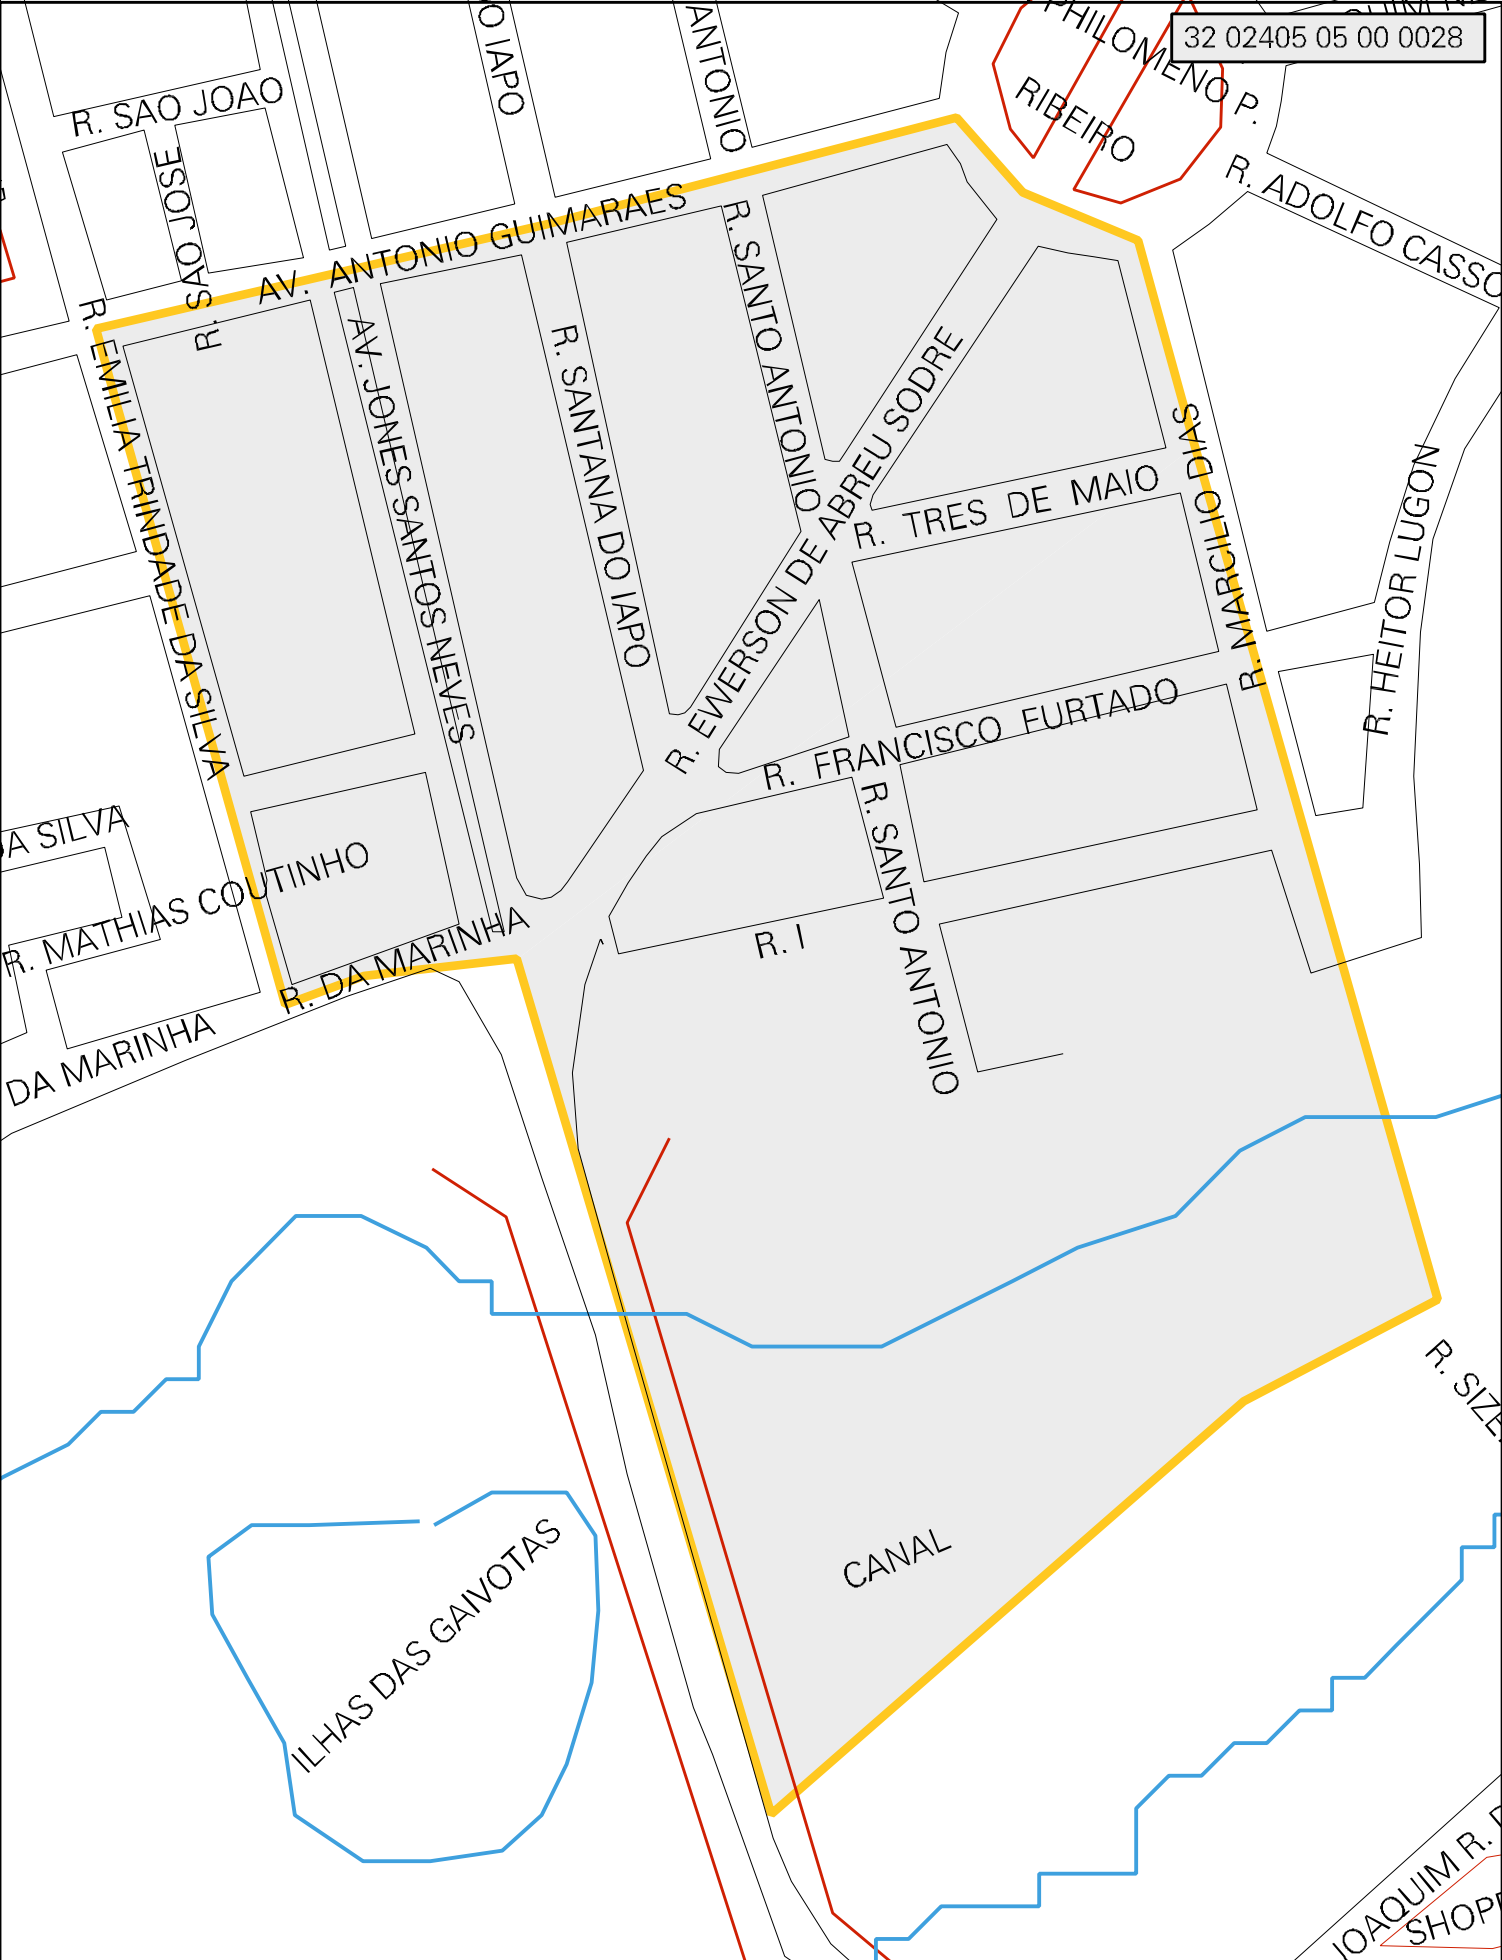 32 02405 05 00 0028
PHILOMENO P.
RIBEIRO
DO IAPO
ANTONIO
R. SAO JOAO
R. SAO JOSE
R. ADOLFO CASSO
AV. ANTONIO GUIMARAES
R. SANTO ANTONIO
R. EMILIA TRINDADE DA SILVA
AV. JONES SANTOS NEVES
R. SANTANA DO IAPO
R. EWERSON DE ABREU SODRE
R. TRES DE MAIO
R. MARCILIO DIAS
R. HEITOR LUGON
R. FRANCISCO FURTADO
R. SANTO ANTONIO
DA SILVA
R. MATHIAS COUTINHO
R. DA MARINHA
R. I
DA MARINHA
R. SIZE
CANAL
ILHAS DAS GAIVOTAS
JOAQUIM R.
SHOPP